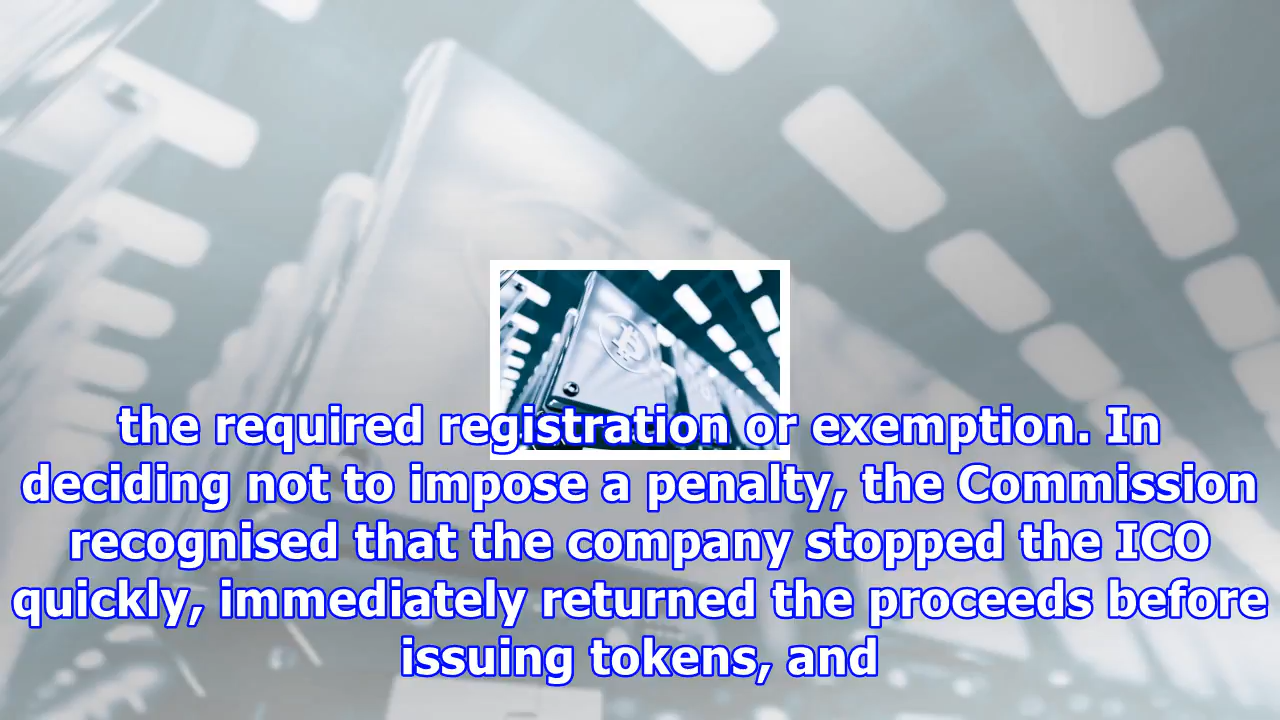 the required registration or exemption. In
deciding not to impose a penalty, the Commission
recognised that the company stopped the ICO
quickly, immediately returned the proceeds before
issuing tokens, and